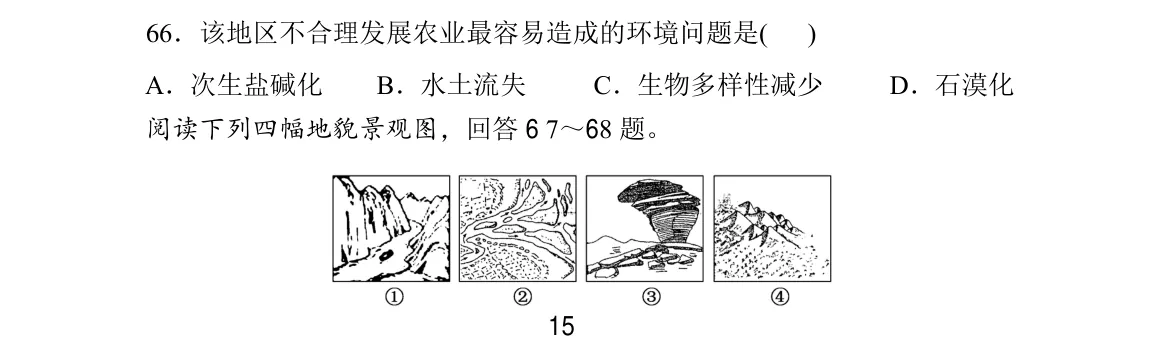 66．该地区不合理发展农业最容易造成的环境问题是(　　)
A．次生盐碱化　　B．水土流失　　C．生物多样性减少　　D．石漠化
阅读下列四幅地貌景观图，回答 6 7～68 题。
①　②　③　④
15